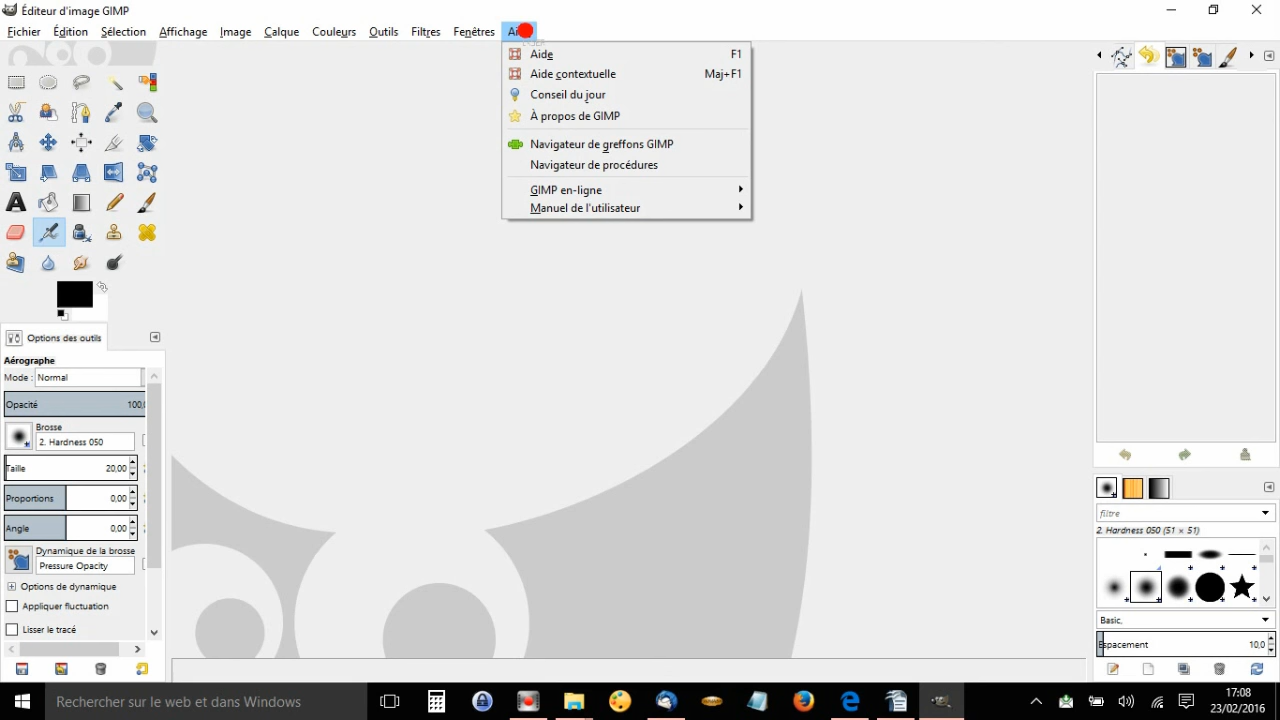 Éditeur d'image GIMP
Fichier Édition Sélection Affichage Image Calque Couleurs Outils Filtres Fenêtres
Aide F1
Aide contextuelle Maj+F1
Conseil du jour
À propos de GIMP
Navigateur de greffons GIMP
Navigateur de procédures
GIMP en-ligne
Manuel de l'utilisateur
Options des outils
Aérographe
Mode : Normal
Opacité 100,0
Brosse
2. Hardness 050
Taille 20,00
Proportions 0,00
Angle 0,00
Dynamique de la brosse
Pressure Opacity
Options de dynamique
Appliquer fluctuation
Lisser le tracé
filtre
2. Hardness 050 (51 × 51)
Basic,
Espacement 10,0
Rechercher sur le web et dans Windows
17:08
23/02/2016